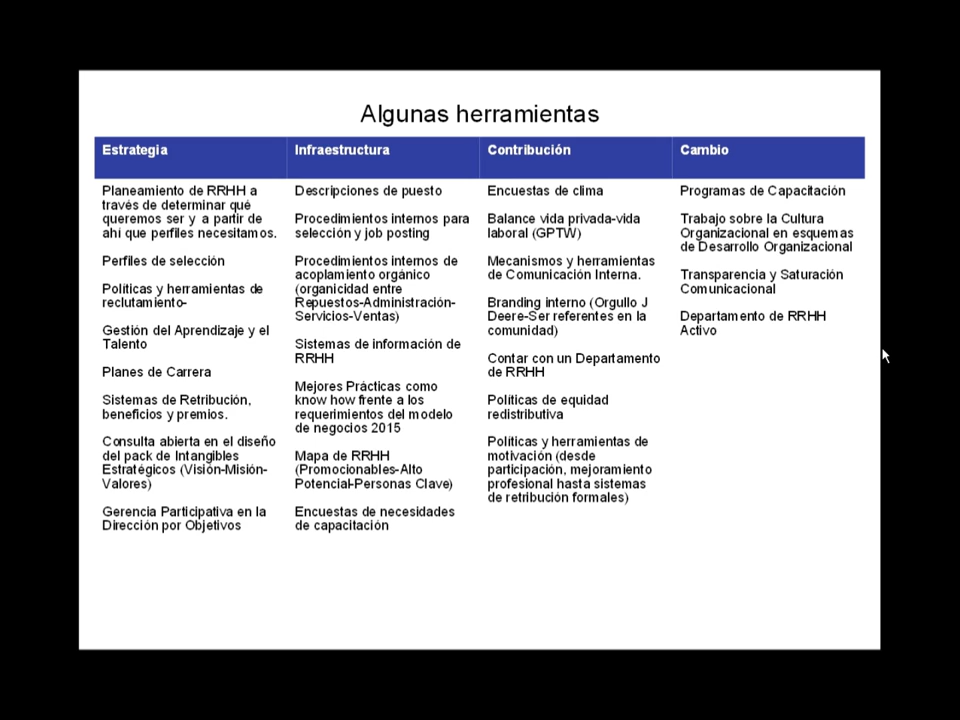 Algunas herramientas
Estrategia
Infraestructura
Contribución
Cambio
Planeamiento de RRHH a
través de determinar qué
queremos ser y a partir de
ahí que perfiles necesitamos.
Perfiles de selección
Políticas y herramientas de
reclutamiento-
Gestión del Aprendizaje y el
Talento
Planes de Carrera
Sistemas de Retribución,
beneficios y premios.
Consulta abierta en el diseño
del pack de Intangibles
Estratégicos (Visión-Misión-
Valores)
Gerencia Participativa en la
Dirección por Objetivos
Descripciones de puesto
Procedimientos internos para
selección y job posting
Procedimientos internos de
acoplamiento orgánico
(organicidad entre
Repuestos-Administración-
Servicios-Ventas)
Sistemas de información de
RRHH
Mejores Prácticas como
know how frente a los
requerimientos del modelo
de negocios 2015
Mapa de RRHH
(Promocionables-Alto
Potencial-Personas Clave)
Encuestas de necesidades
de capacitación
Encuestas de clima
Balance vida privada-vida
laboral (GPTW)
Mecanismos y herramientas
de Comunicación Interna.
Branding interno (Orgullo J
Deere-Ser referentes en la
comunidad)
Contar con un Departamento
de RRHH
Políticas de equidad
redistributiva
Políticas y herramientas de
motivación (desde
participación, mejoramiento
profesional hasta sistemas
de retribución formales)
Programas de Capacitación
Trabajo sobre la Cultura
Organizacional en esquemas
de Desarrollo Organizacional
Transparencia y Saturación
Comunicacional
Departamento de RRHH
Activo